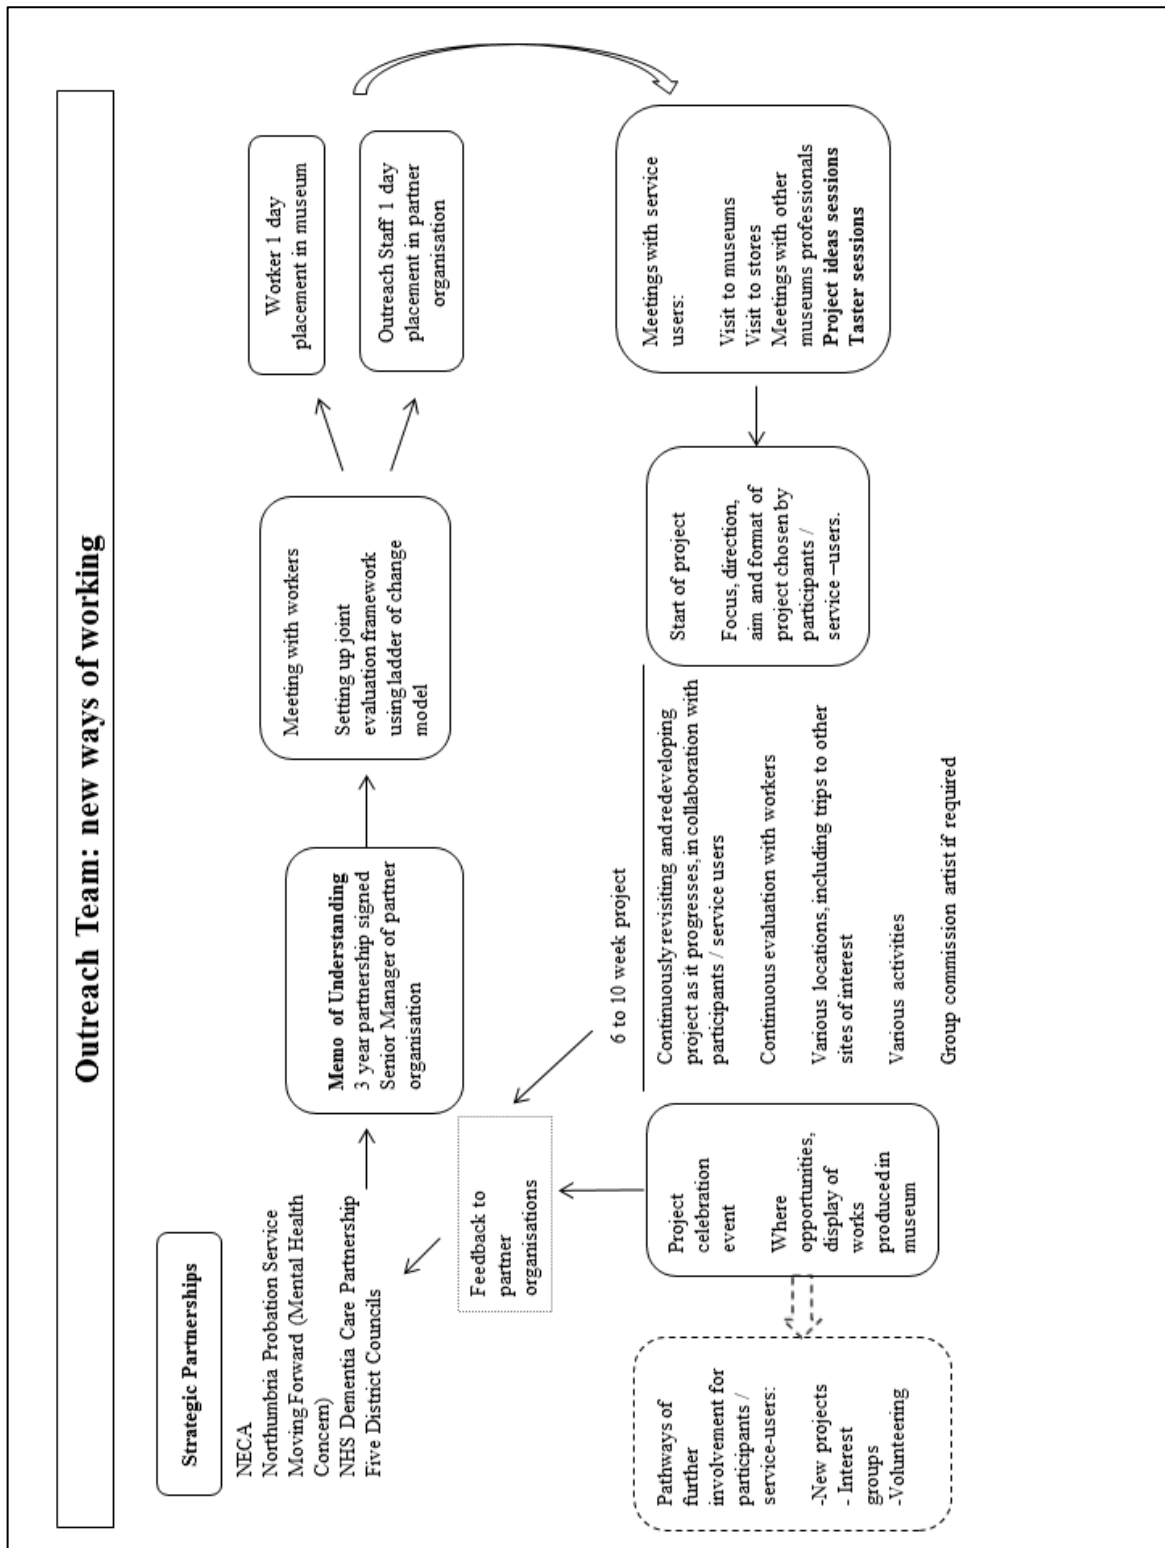 Outreach Team: new ways of working
Strategic Partnerships
NECA
Northumbria Probation Service
Moving Forward (Mental Health
Concern)
NHS Dementia Care Partnership
Five District Councils
Memo of Understanding
3 year partnership signed
Senior Manager of partner
organisation
Meeting with workers
Setting up joint
evaluation framework
using ladder of change
model
Worker 1 day
placement in museum
Outreach Staff 1 day
placement in partner
organisation
Meetings with service
users:
Visit to museums
Visit to stores
Meetings with other
museums professionals
Project ideas sessions
Taster sessions
Start of project
Focus, direction,
aim and format of
project chosen by
participants /
service –users.
6 to 10 week project
Continuously revisiting and redeveloping
project as it progresses, in collaboration with
participants / service users
Continuous evaluation with workers
Various locations, including trips to other
sites of interest
Various activities
Group commission artist if required
Feedback to
partner
organisations
Project
celebration
event
Where
opportunities,
display of
works
produced in
museum
Pathways of
further
involvement for
participants /
service-users:
-New projects
- Interest
groups
-Volunteering